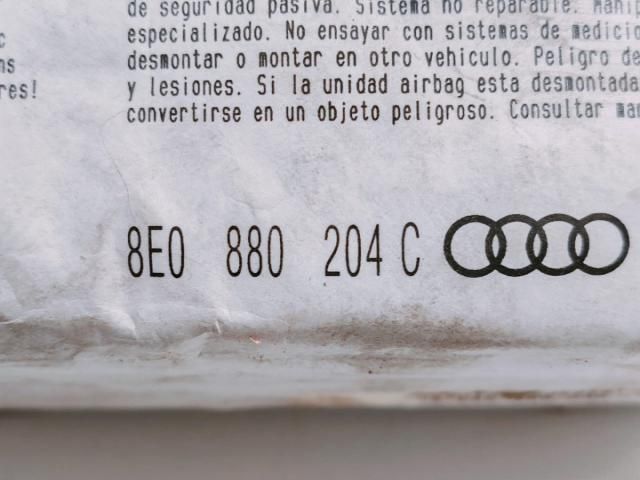 de seguridad pasiva. Sistema no reparable.
especializado. No ensayar con sistemas de
desmontar o montar en otro vehiculo. Peligro de
y lesiones. Si la unidad airbag esta desmontada
convertirse en un objeto peligroso. Consultar
res!
8E0 880 204 C